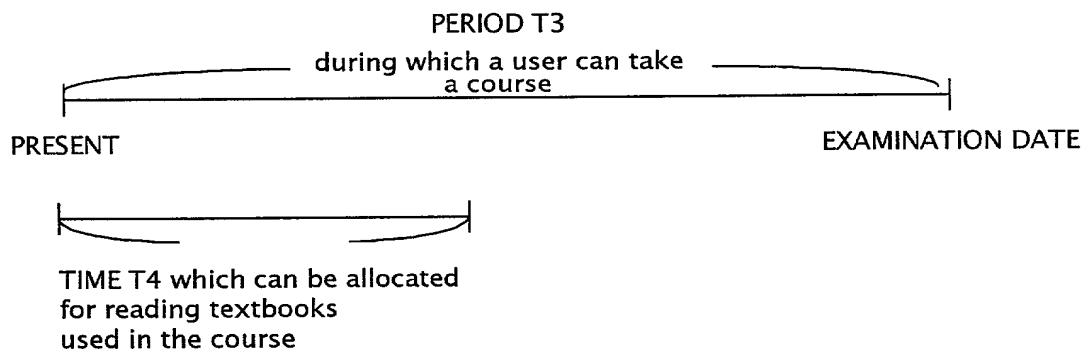 PERIOD T3
during which a user can take
a course
PRESENT
EXAMINATION DATE
TIME T4 which can be allocated
for reading textbooks
used in the course